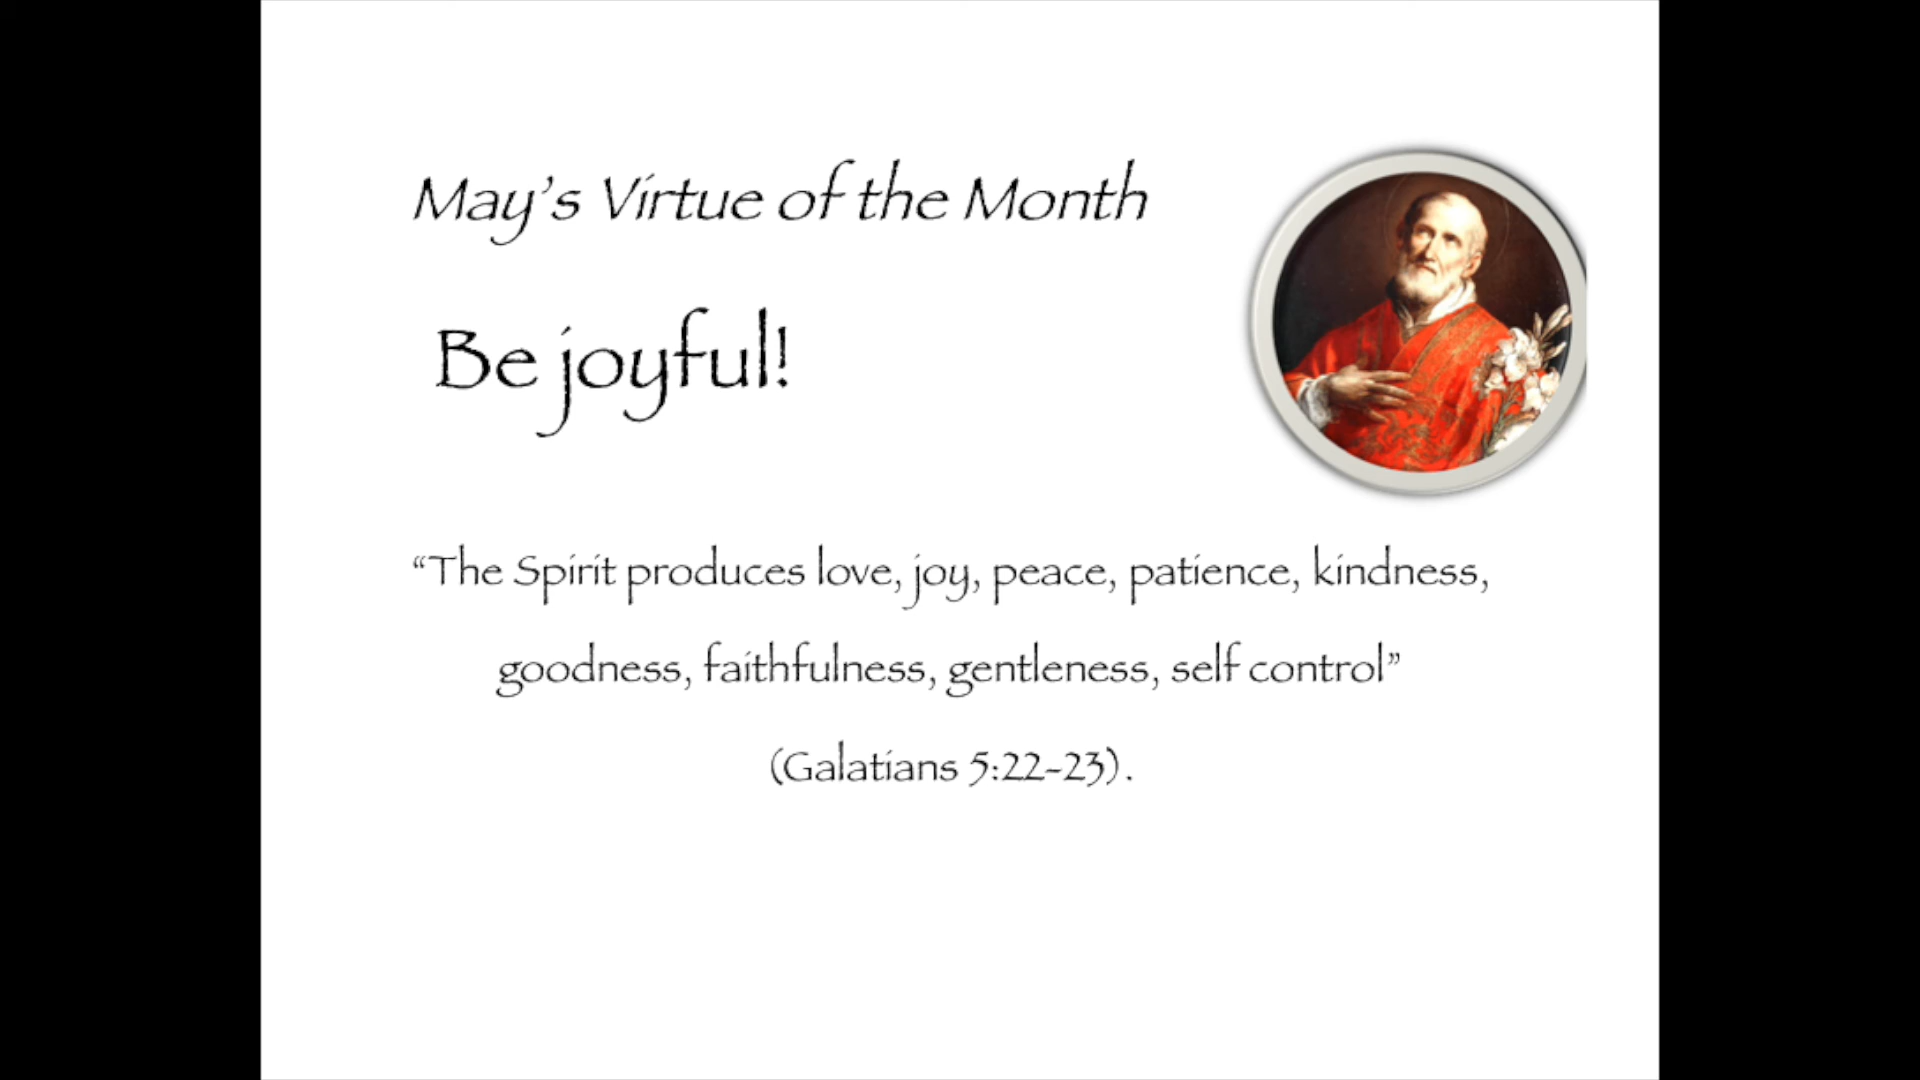 May’s Virtue of the Month
Be joyful!
“The Spirit produces love, joy, peace, patience, kindness,
goodness, faithfulness, gentleness, self control”
(Galatians 5:22-23).